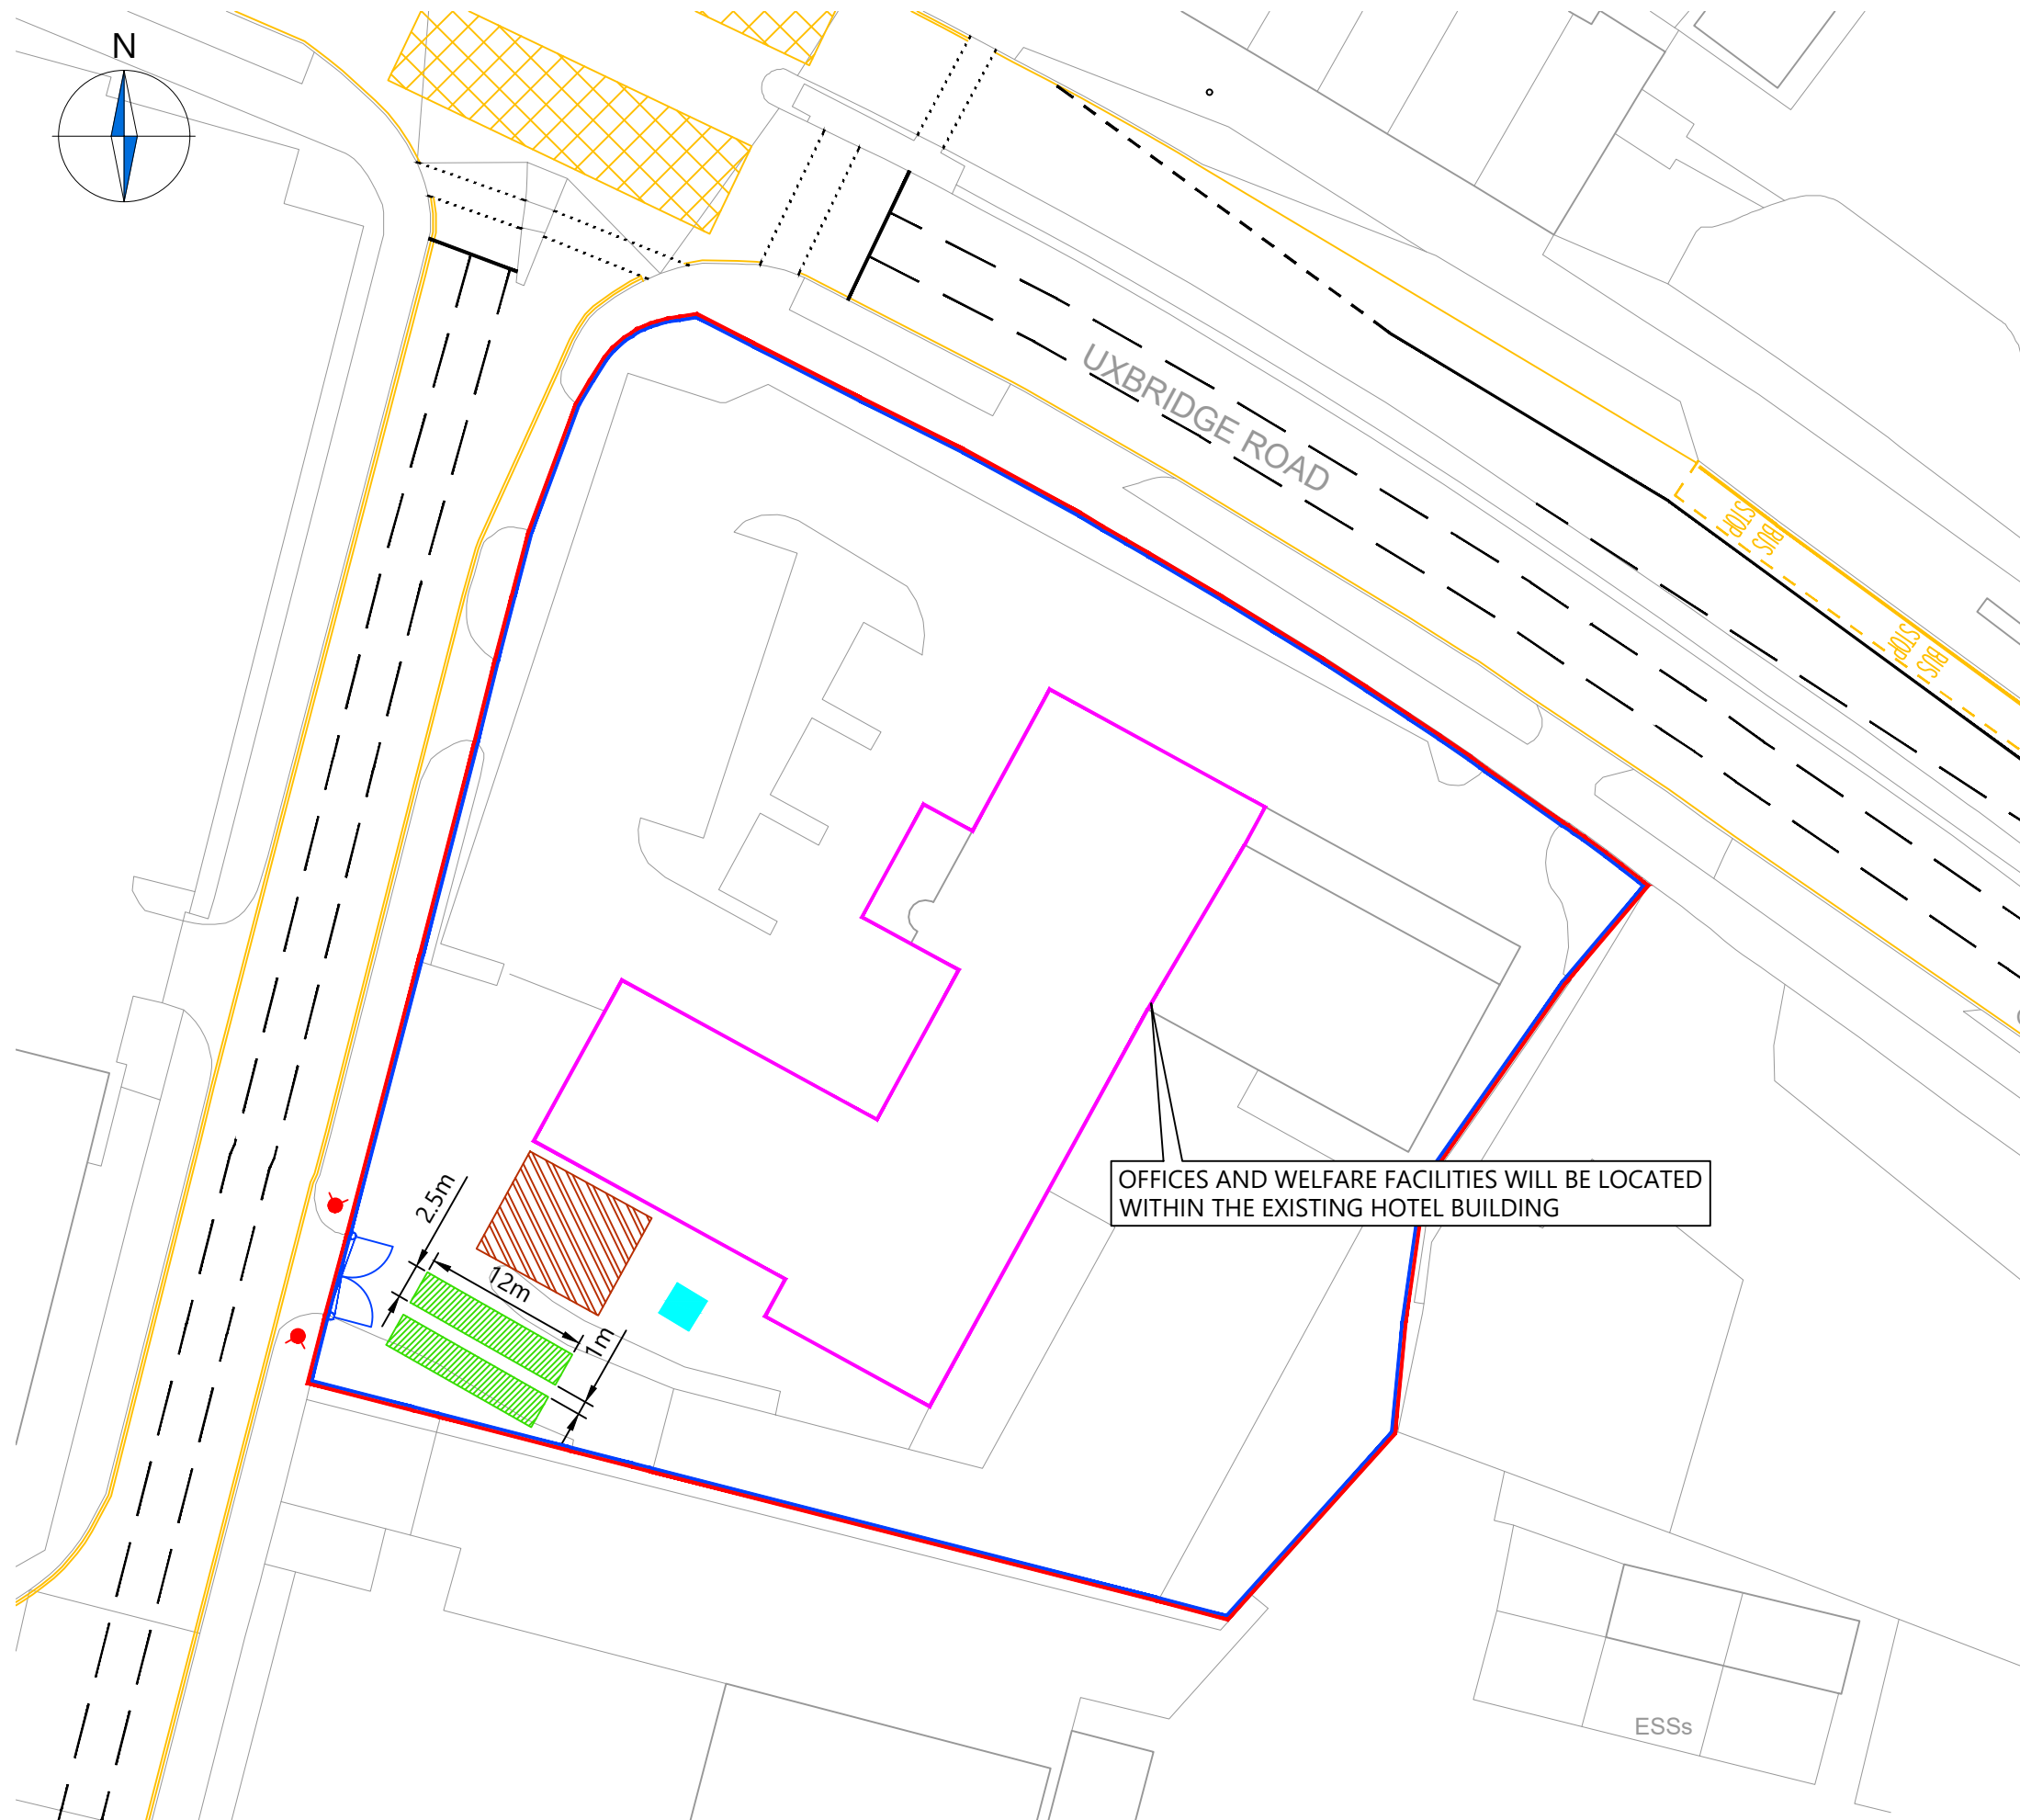 N
UXBRIDGE ROAD
BUS
STOP
BUS
STOP
2.5m
12m
1m
OFFICES AND WELFARE FACILITIES WILL BE LOCATED
WITHIN THE EXISTING HOTEL BUILDING
ESSs